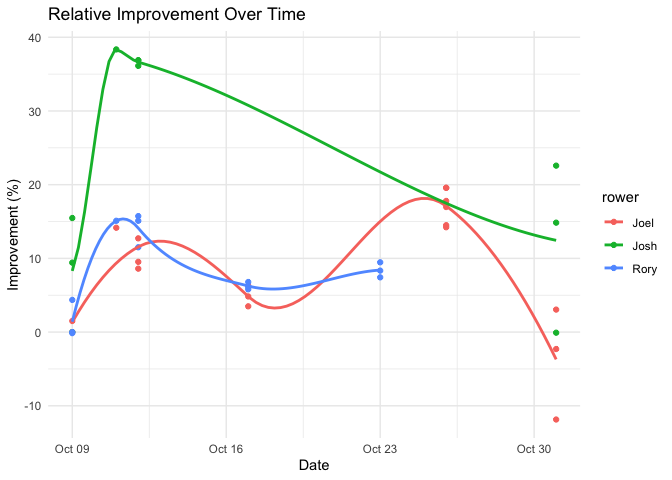 Relative Improvement Over Time
40
30
20
10
0
-10
Improvement (%)
Oct 09
Oct 16
Oct 23
Oct 30
Date
rower
Joel
Josh
Rory